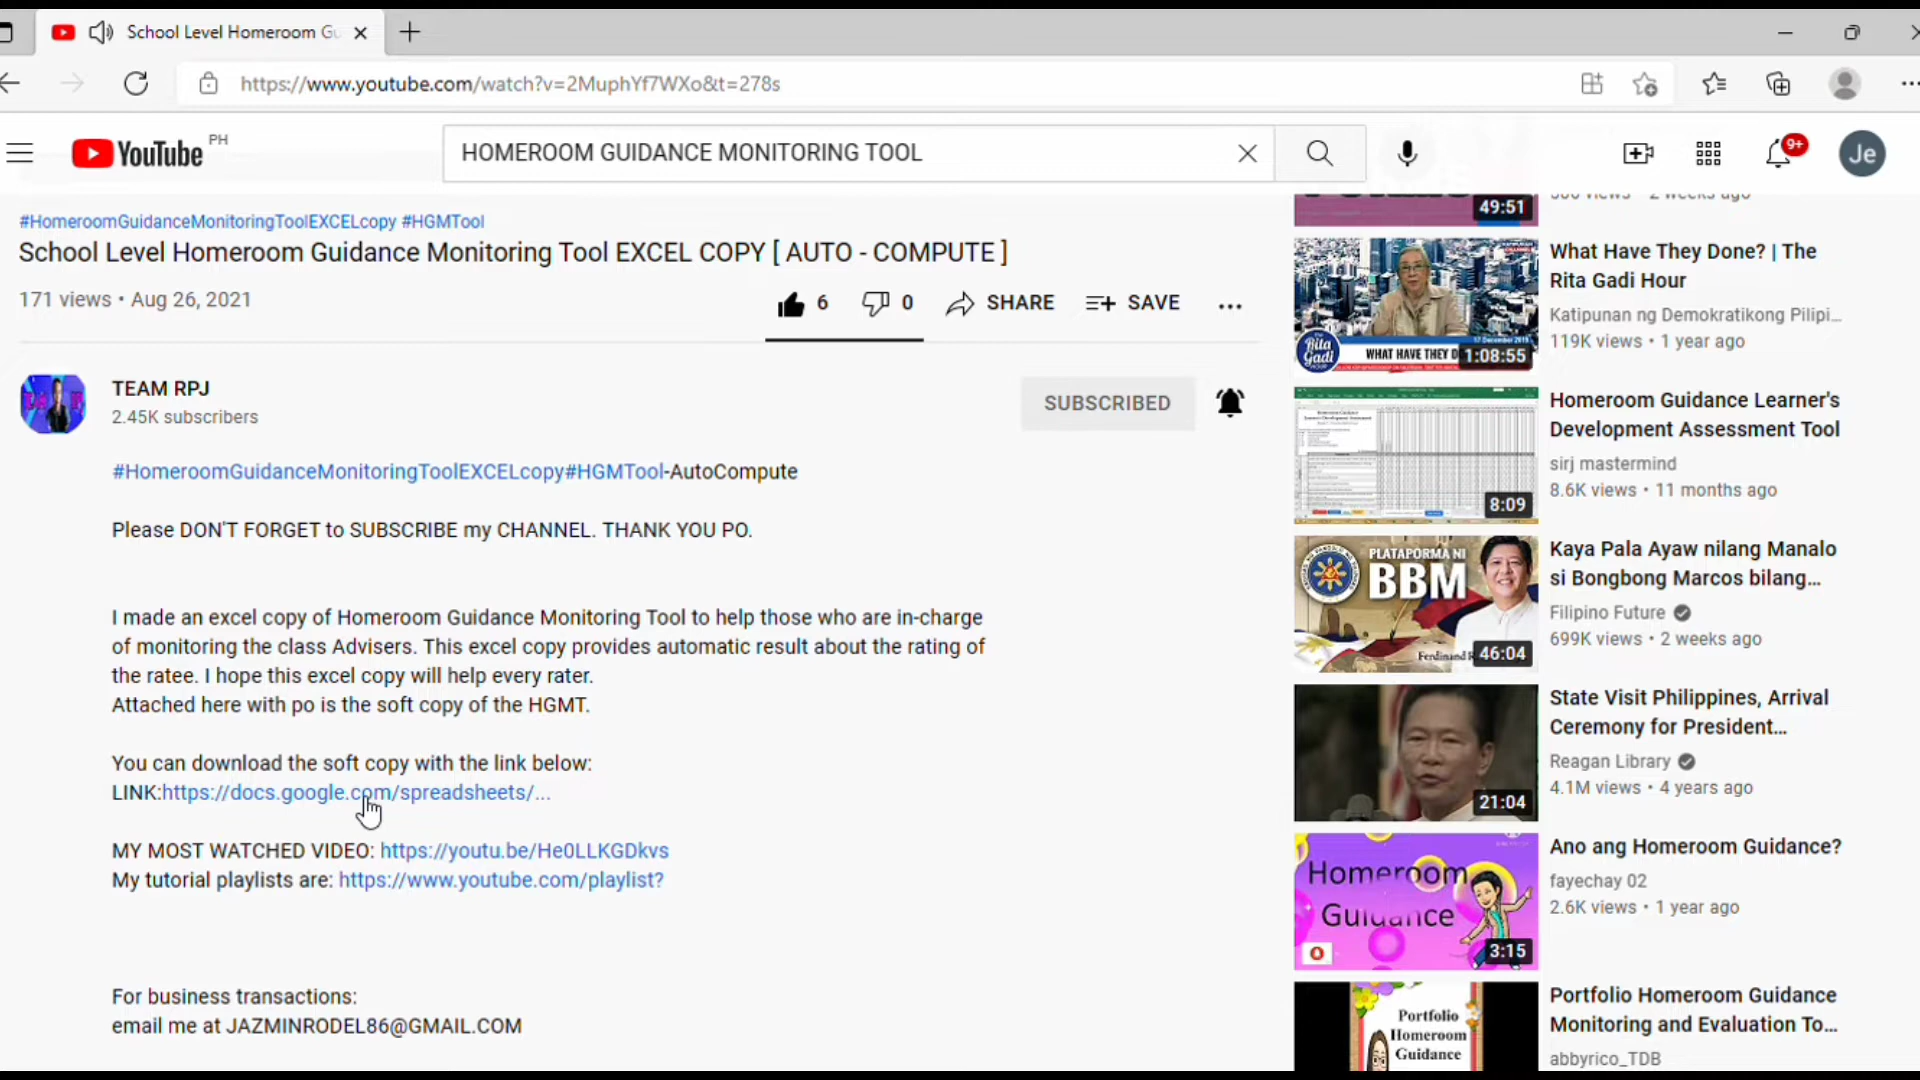 School Level Homeroom Gu
https://www.youtube.com/watch?v=2MuphYf7WXo&t=278s
YouTube PH
HOMEROOM GUIDANCE MONITORING TOOL
9+
Je
#HomeroomGuidanceMonitoringToolEXCELcopy #HGMTool
School Level Homeroom Guidance Monitoring Tool EXCEL COPY [ AUTO - COMPUTE ]
171 views • Aug 26, 2021
6
0
SHARE
SAVE
TEAM RPJ
2.45K subscribers
SUBSCRIBED
#HomeroomGuidanceMonitoringToolEXCELcopy#HGMTool-AutoCompute
Please DON'T FORGET to SUBSCRIBE my CHANNEL. THANK YOU PO.
I made an excel copy of Homeroom Guidance Monitoring Tool to help those who are in-charge
of monitoring the class Advisers. This excel copy provides automatic result about the rating of
the ratee. I hope this excel copy will help every rater.
Attached here with po is the soft copy of the HGMT.
You can download the soft copy with the link below:
LINK:https://docs.google.com/spreadsheets/...
MY MOST WATCHED VIDEO: https://youtu.be/He0LLKGDkvs
My tutorial playlists are: https://www.youtube.com/playlist?
For business transactions:
email me at JAZMINRODEL86@GMAIL.COM
49:51
What Have They Done? | The
Rita Gadi Hour
Katipunan ng Demokratikong Pilipi...
119K views • 1 year ago
Rita
Gadi
17 December 2019
WHAT HAVE THEY D
1:08:55
Homeroom Guidance Learner's
Development Assessment Tool
sirj mastermind
8.6K views • 11 months ago
8:09
Kaya Pala Ayaw nilang Manalo
si Bongbong Marcos bilang...
Filipino Future
699K views • 2 weeks ago
PLATAPORMA NI
BBM
Ferdinand
46:04
State Visit Philippines, Arrival
Ceremony for President...
Reagan Library
4.1M views • 4 years ago
21:04
Ano ang Homeroom Guidance?
fayechay 02
2.6K views • 1 year ago
Homeroom
Guidance
3:15
Portfolio Homeroom Guidance
Monitoring and Evaluation To...
abbyrico_TDB
Portfolio
Homeroom
Guidance